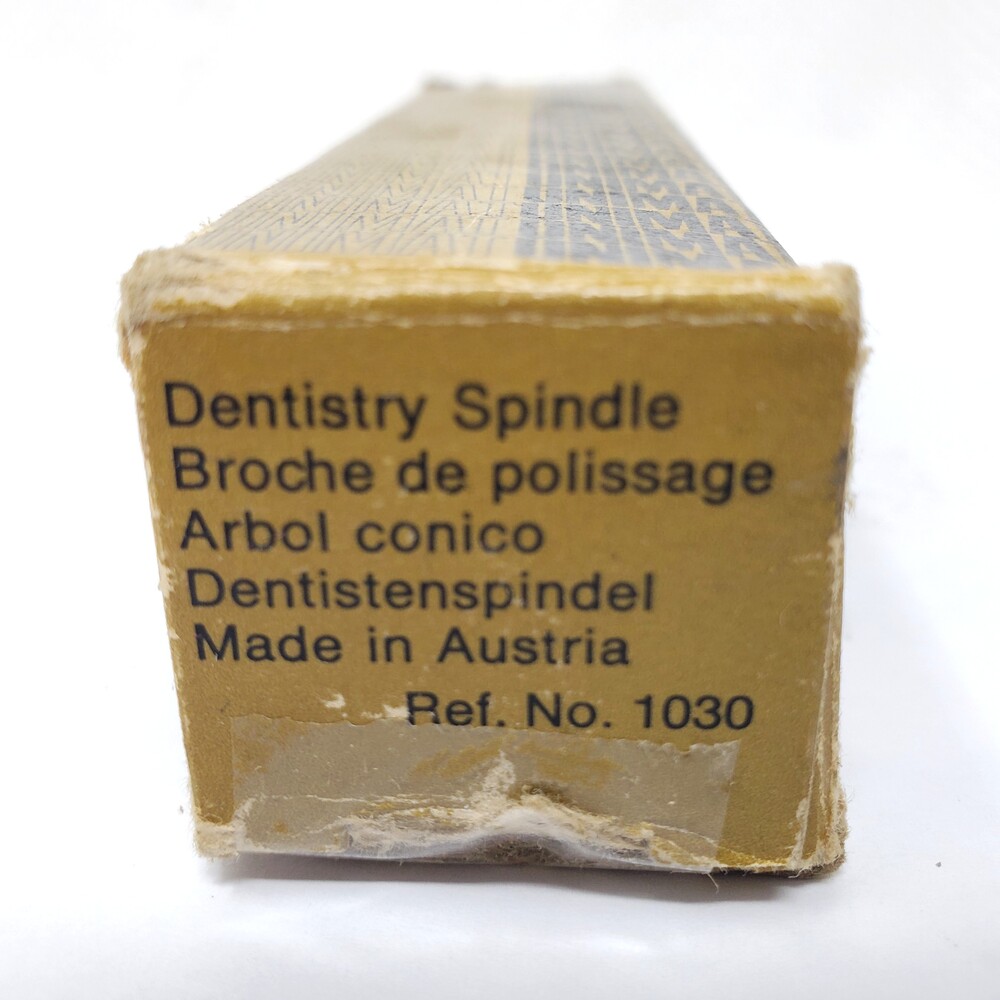 Dentistry Spindle
Broche de polissage
Arbol conico
Dentistenspindel
Made in Austria
Ref. No. 1030